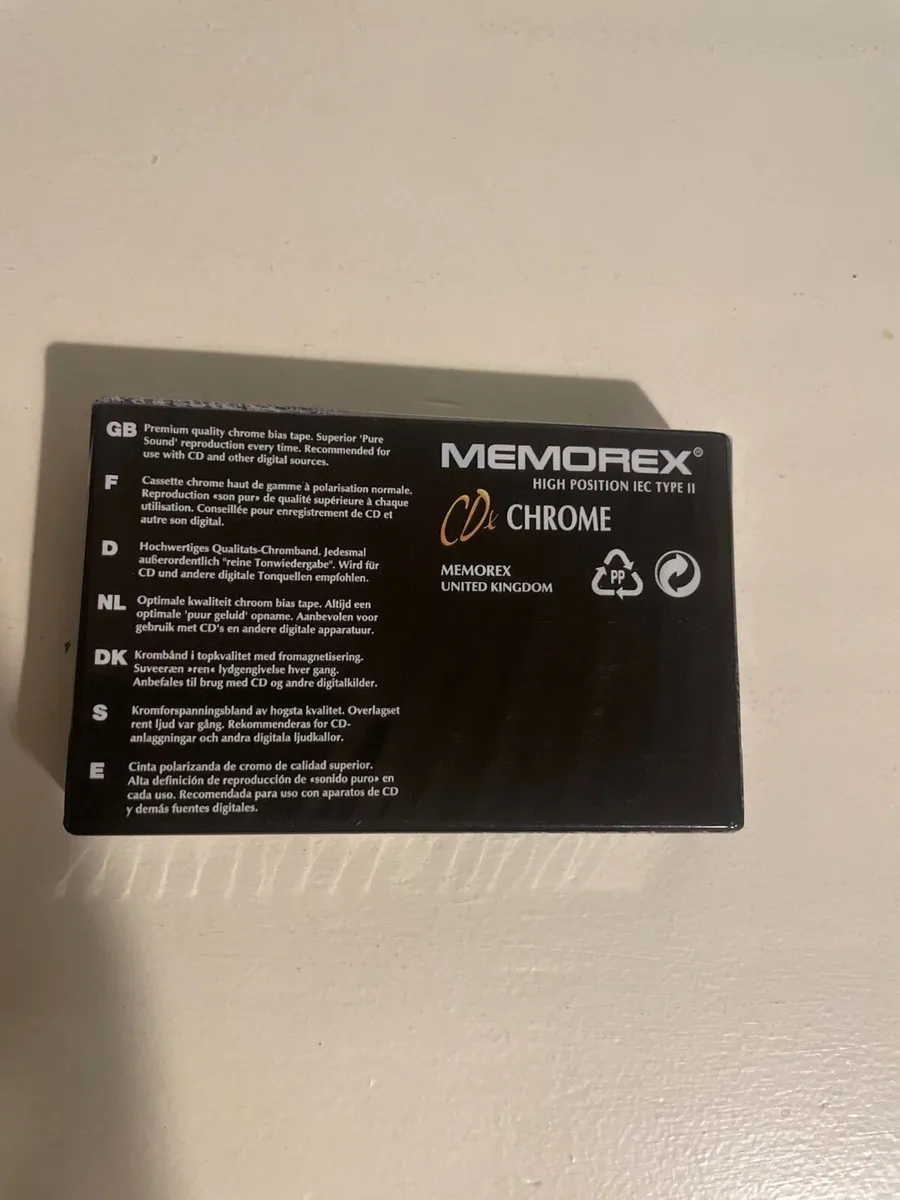 GB Premium quality chrome bias tape. Superior 'Pure
Sound' reproduction every time. Recommended for
use with CD and other digital sources.
F Cassette chrome haut de gamme à polarisation normale.
Reproduction «son pur» de qualité supérieure à chaque
utilisation. Conseillée pour enregistrement de CD et
autre son digital.
D Hochwertiges Qualitats-Chromband. Jedesmal
außerordentlich "reine Tonwiedergabe". Wird für
CD und andere digitale Tonquellen empfohlen.
NL Optimale kwaliteit chroom bias tape. Altijd een
optimale 'puur geluid' opname. Aanbevolen voor
gebruik met CD's en andere digitale apparatuur.
DK Krombånd i topkvalitet med fromagnetisering.
Suveeræn »ren« lydgengivelse hver gang.
Anbefales til brug med CD og andre digitalkilder.
S Kromforspanningsbland av hogsta kvalitet. Overlagset
rent ljud var gång. Rekommenderas for CD-
anlaggningar och andra digitala ljudkallor.
E Cinta polarizanda de cromo de calidad superior.
Alta definición de reproducción de «sonido puro» en
cada uso. Recomendada para uso con aparatos de CD
y demás fuentes digitales.
MEMOREX®
HIGH POSITION IEC TYPE II
CDx CHROME
MEMOREX
UNITED KINGDOM
PP